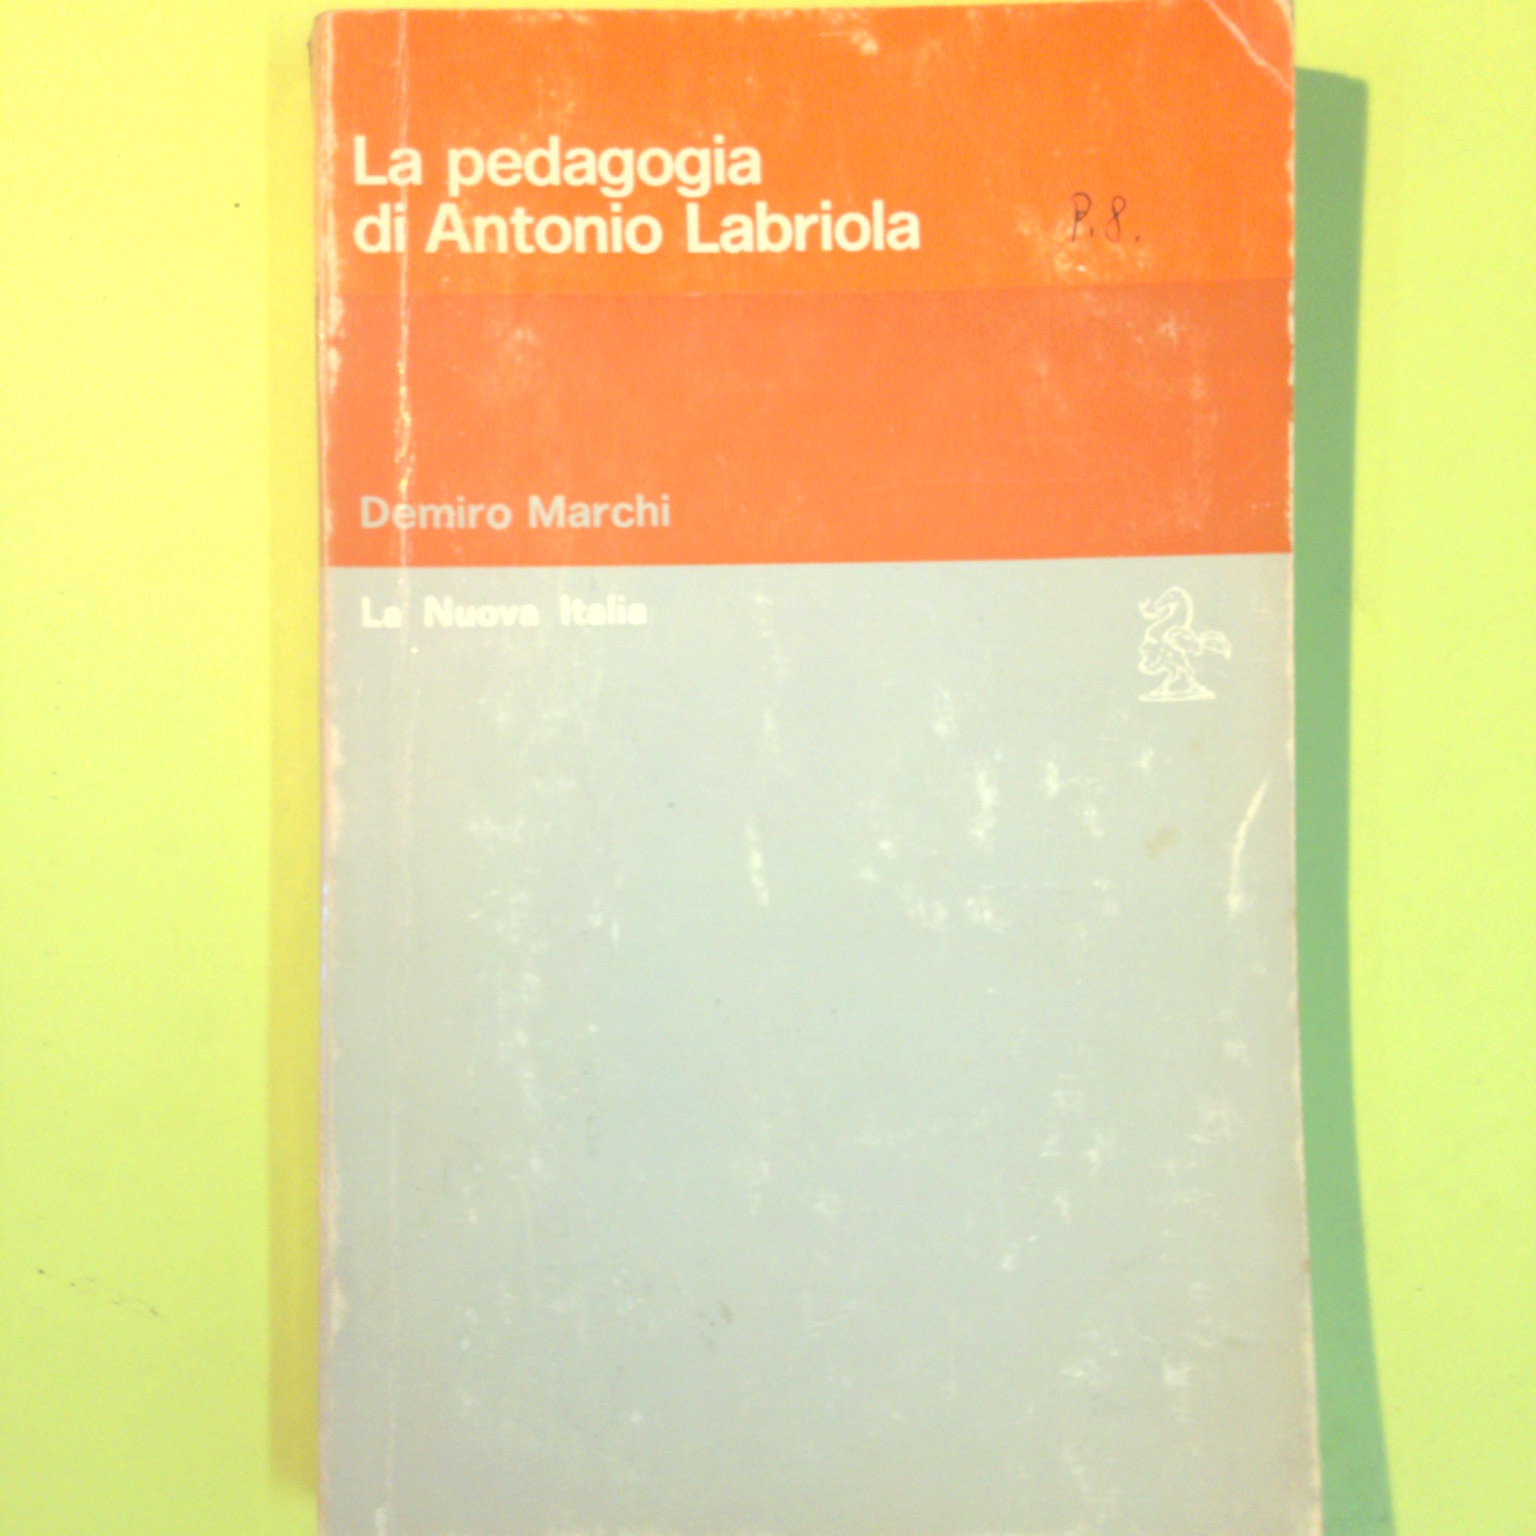 La pedagogia
di Antonio Labriola
P.8.
Demiro Marchi
La Nuova Italia